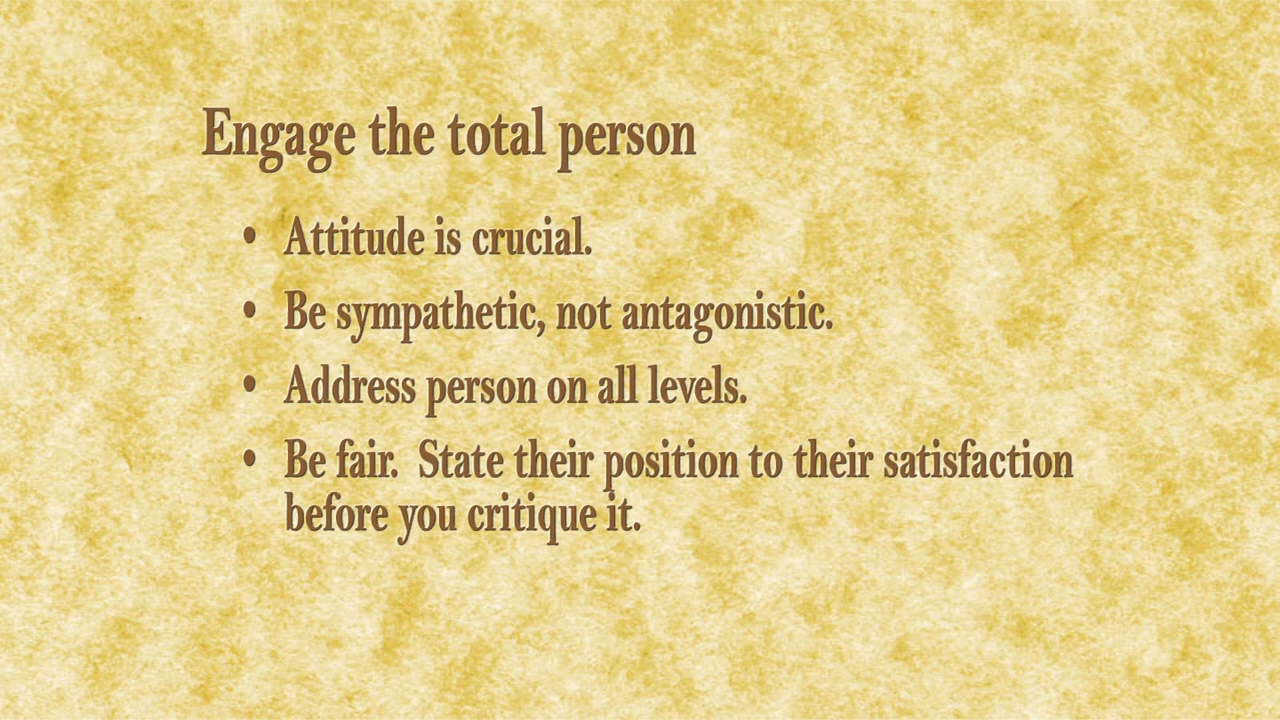 Engage the total person
• Attitude is crucial.
• Be sympathetic, not antagonistic.
• Address person on all levels.
• Be fair.  State their position to their satisfaction
before you critique it.